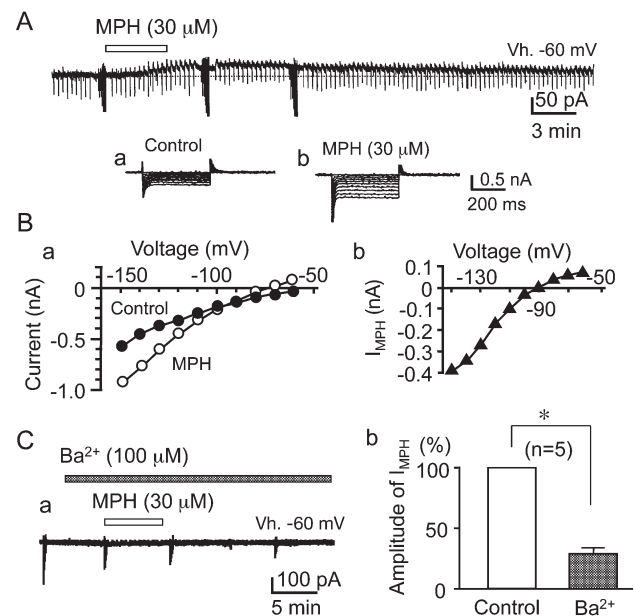 A
MPH (30 μM)
Vh. -60 mV
50 pA
3 min
a
Control
b
MPH (30 μM)
0.5 nA
200 ms
B
a
Voltage (mV)
-150
-100
-50
0
-0.5
-1.0
Current (nA)
Control
MPH
b
Voltage (mV)
0.1
-130
-50
0
-90
-0.1
-0.2
-0.3
-0.4
I_MPH (nA)
C
Ba²⁺ (100 μM)
a
MPH (30 μM)
Vh. -60 mV
100 pA
5 min
b
(%)
*
(n=5)
100
50
0
Amplitude of I_MPH
Control
Ba²⁺